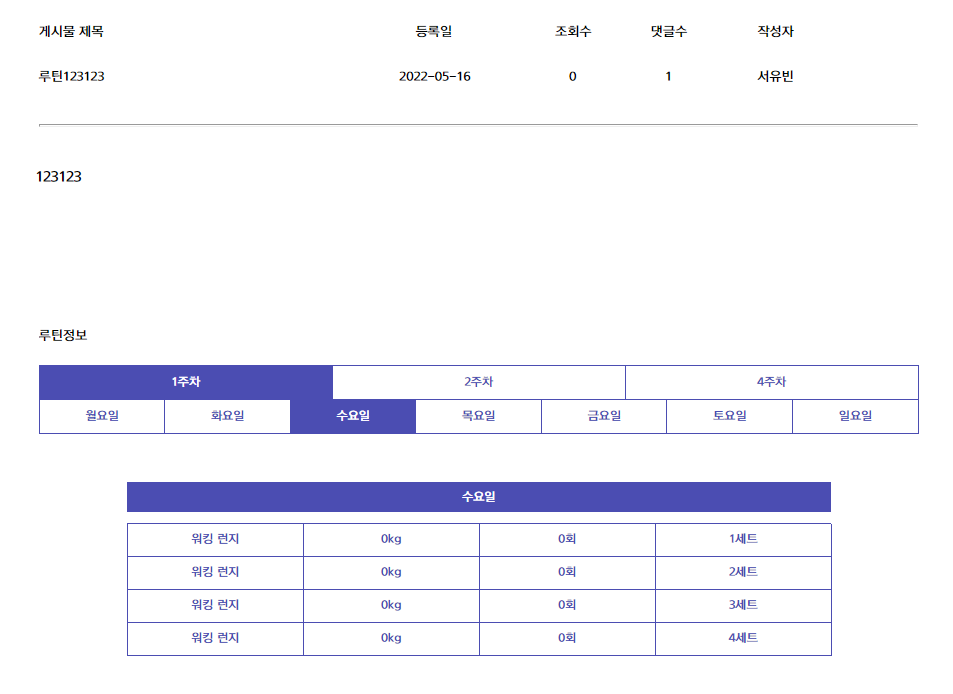 게시물 제목 등록일 조회수 댓글수 작성자
루틴123123 2022-05-16 0 1 서유빈
123123
루틴정보
1주차 2주차 4주차
월요일 화요일 수요일 목요일 금요일 토요일 일요일
수요일
워킹 런지 0kg 0회 1세트
워킹 런지 0kg 0회 2세트
워킹 런지 0kg 0회 3세트
워킹 런지 0kg 0회 4세트